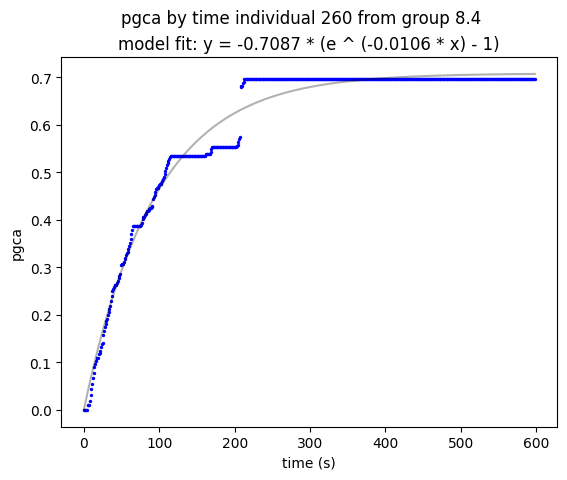 pgca by time individual 260 from group 8.4
model fit: y = -0.7087 * (e ^ (-0.0106 * x) - 1)
0.7
0.6
0.5
0.4
0.3
0.2
0.1
0.0
pgca
0 100 200 300 400 500 600
time (s)